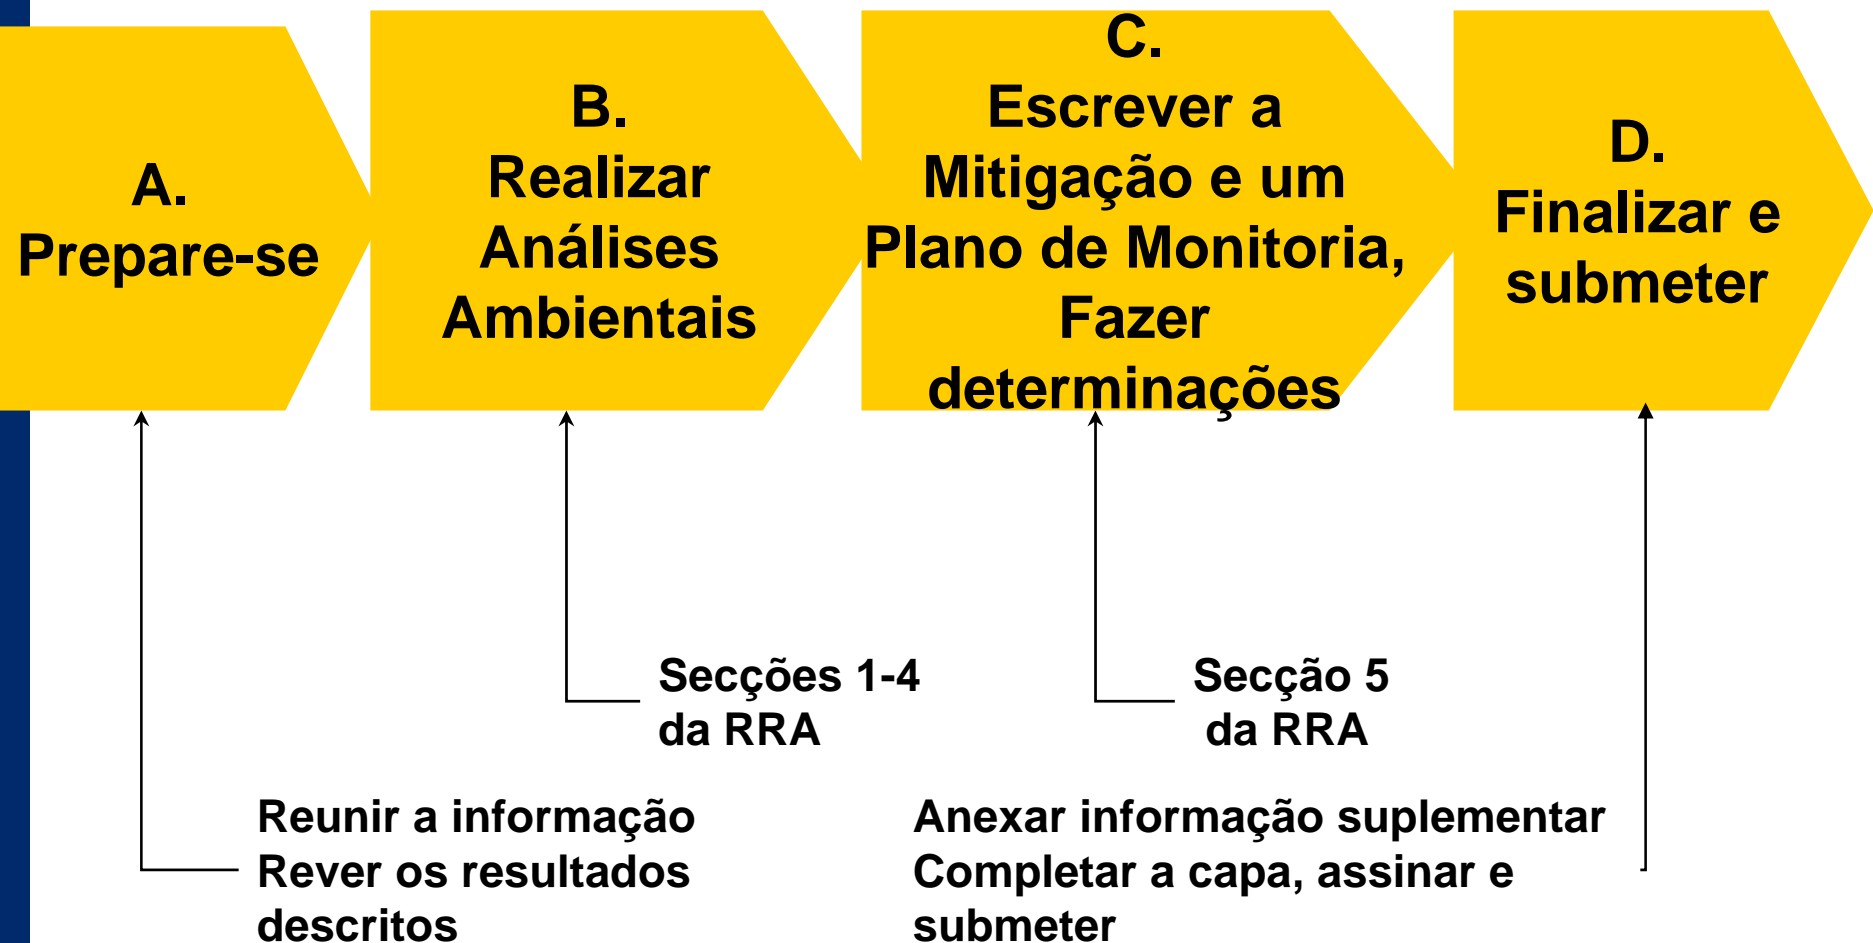 A.
Prepare-se
B.
Realizar
Análises
Ambientais
C.
Escrever a
Mitigação e um
Plano de Monitoria,
Fazer
determinações
D.
Finalizar e
submeter
Secções 1-4
da RRA
Secção 5
da RRA
Reunir a informação
Rever os resultados
descritos
Anexar informação suplementar
Completar a capa, assinar e
submeter